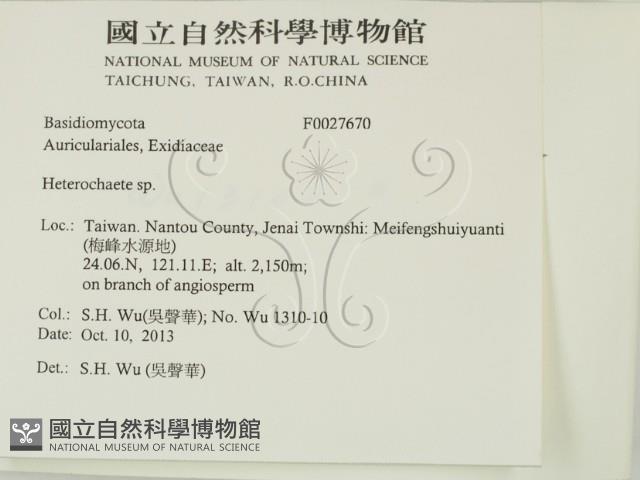 國立自然科學博物館
NATIONAL MUSEUM OF NATURAL SCIENCE
TAICHUNG, TAIWAN, R.O.CHINA
Basidiomycota F0027670
Auriculariales, Exidiaceae
Heterochaete sp.
Loc.: Taiwan. Nantou County, Jenai Townshi: Meifengshuiyuanti
(梅峰水源地)
24.06.N, 121.11.E; alt. 2,150m;
on branch of angiosperm
Col.: S.H. Wu(吳聲華); No. Wu 1310-10
Date: Oct. 10, 2013
Det.: S.H. Wu (吳聲華)
國立自然科學博物館
NATIONAL MUSEUM OF NATURAL SCIENCE